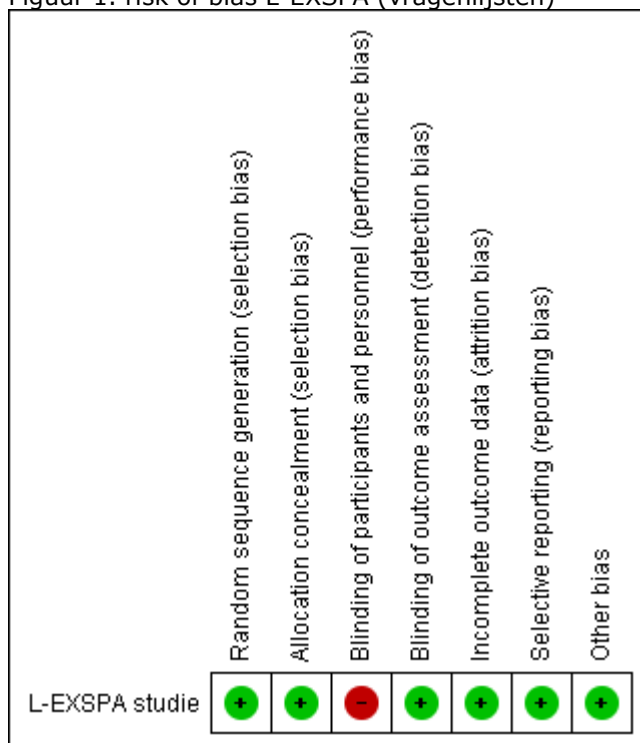 Figuur 1: risk of bias L-EXSPA (vragenlijsten)
Random sequence generation (selection bias)
Allocation concealment (selection bias)
Blinding of participants and personnel (performance bias)
Blinding of outcome assessment (detection bias)
Incomplete outcome data (attrition bias)
Selective reporting (reporting bias)
Other bias
L-EXSPA studie + + - + + + +